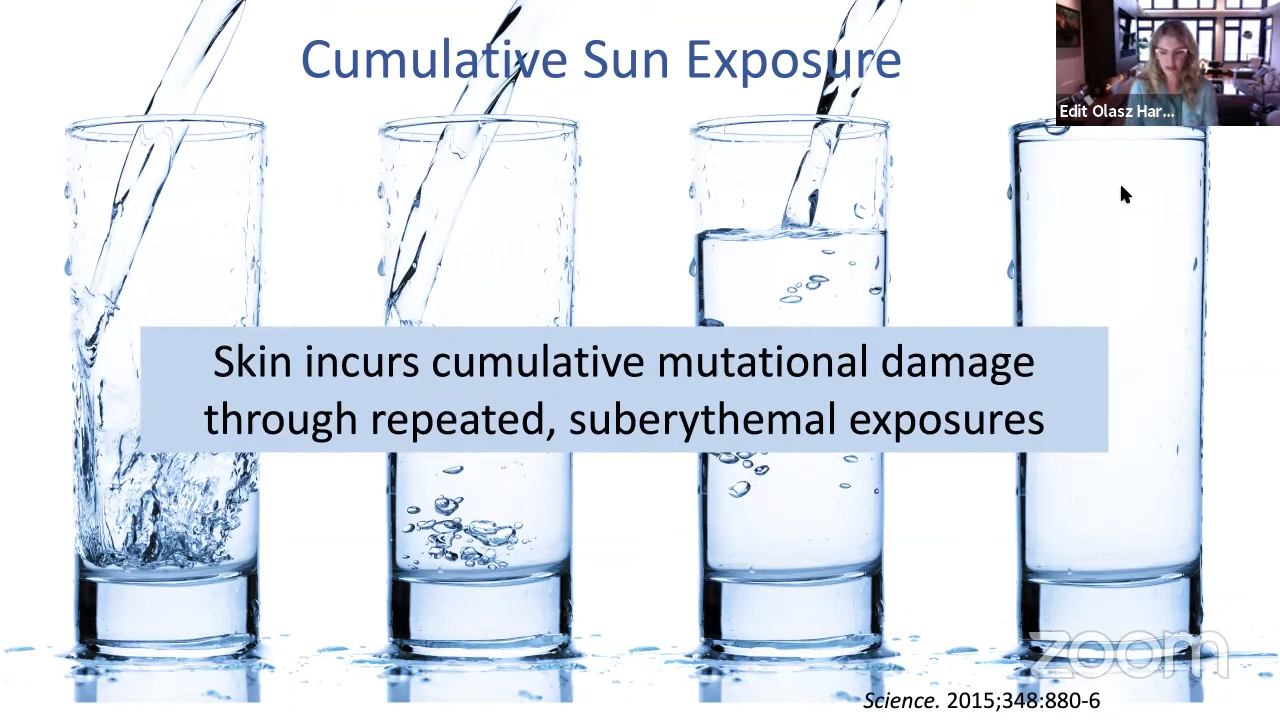 Cumulative Sun Exposure
Edit Olasz Har...
Skin incurs cumulative mutational damage
through repeated, suberythemal exposures
zoom
Science. 2015;348:880-6